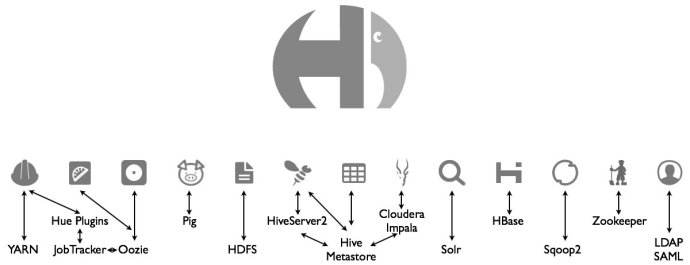 Hue Plugins
Pig
HiveServer2
Cloudera
Impala
HBase
Zookeeper
YARN
JobTracker
Oozie
HDFS
Hive
Metastore
Solr
Sqoop2
LDAP
SAML